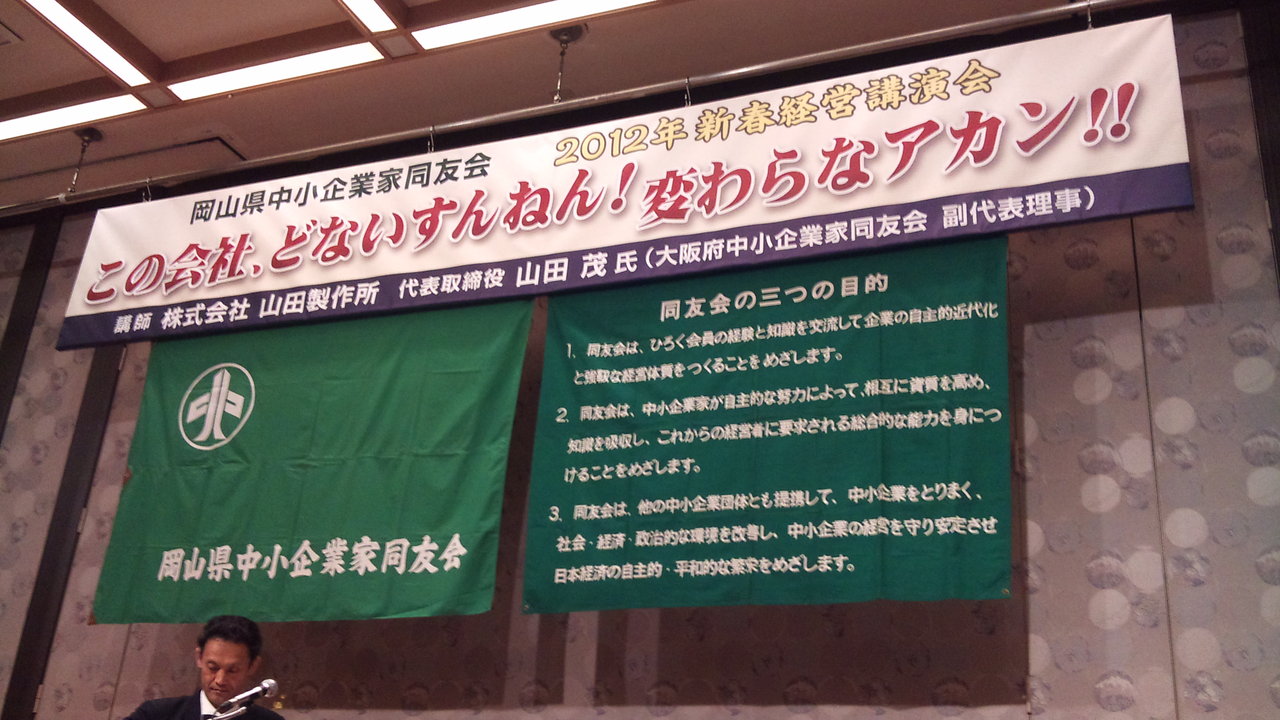 岡山県中小企業家同友会 2012年 新春経営講演会
この会社、どないすんねん！変わらなアカン!!
講師 株式会社 山田製作所 代表取締役 山田 茂 氏（大阪府中小企業家同友会 副代表理事）
中
岡山県中小企業家同友会
同友会の三つの目的
1. 同友会は、ひろく会員の経験と知識を交流して企業の自主的近代化
と強靱な経営体質をつくることをめざします。
2. 同友会は、中小企業家が自主的な努力によって、相互に資質を高め、
知識を吸収し、これからの経営者に要求される総合的な能力を身につ
けることをめざします。
3. 同友会は、他の中小企業団体とも提携して、中小企業をとりまく、
社会・経済・政治的な環境を改善し、中小企業の経営を守り安定させ
日本経済の自主的・平和的な繁栄をめざします。